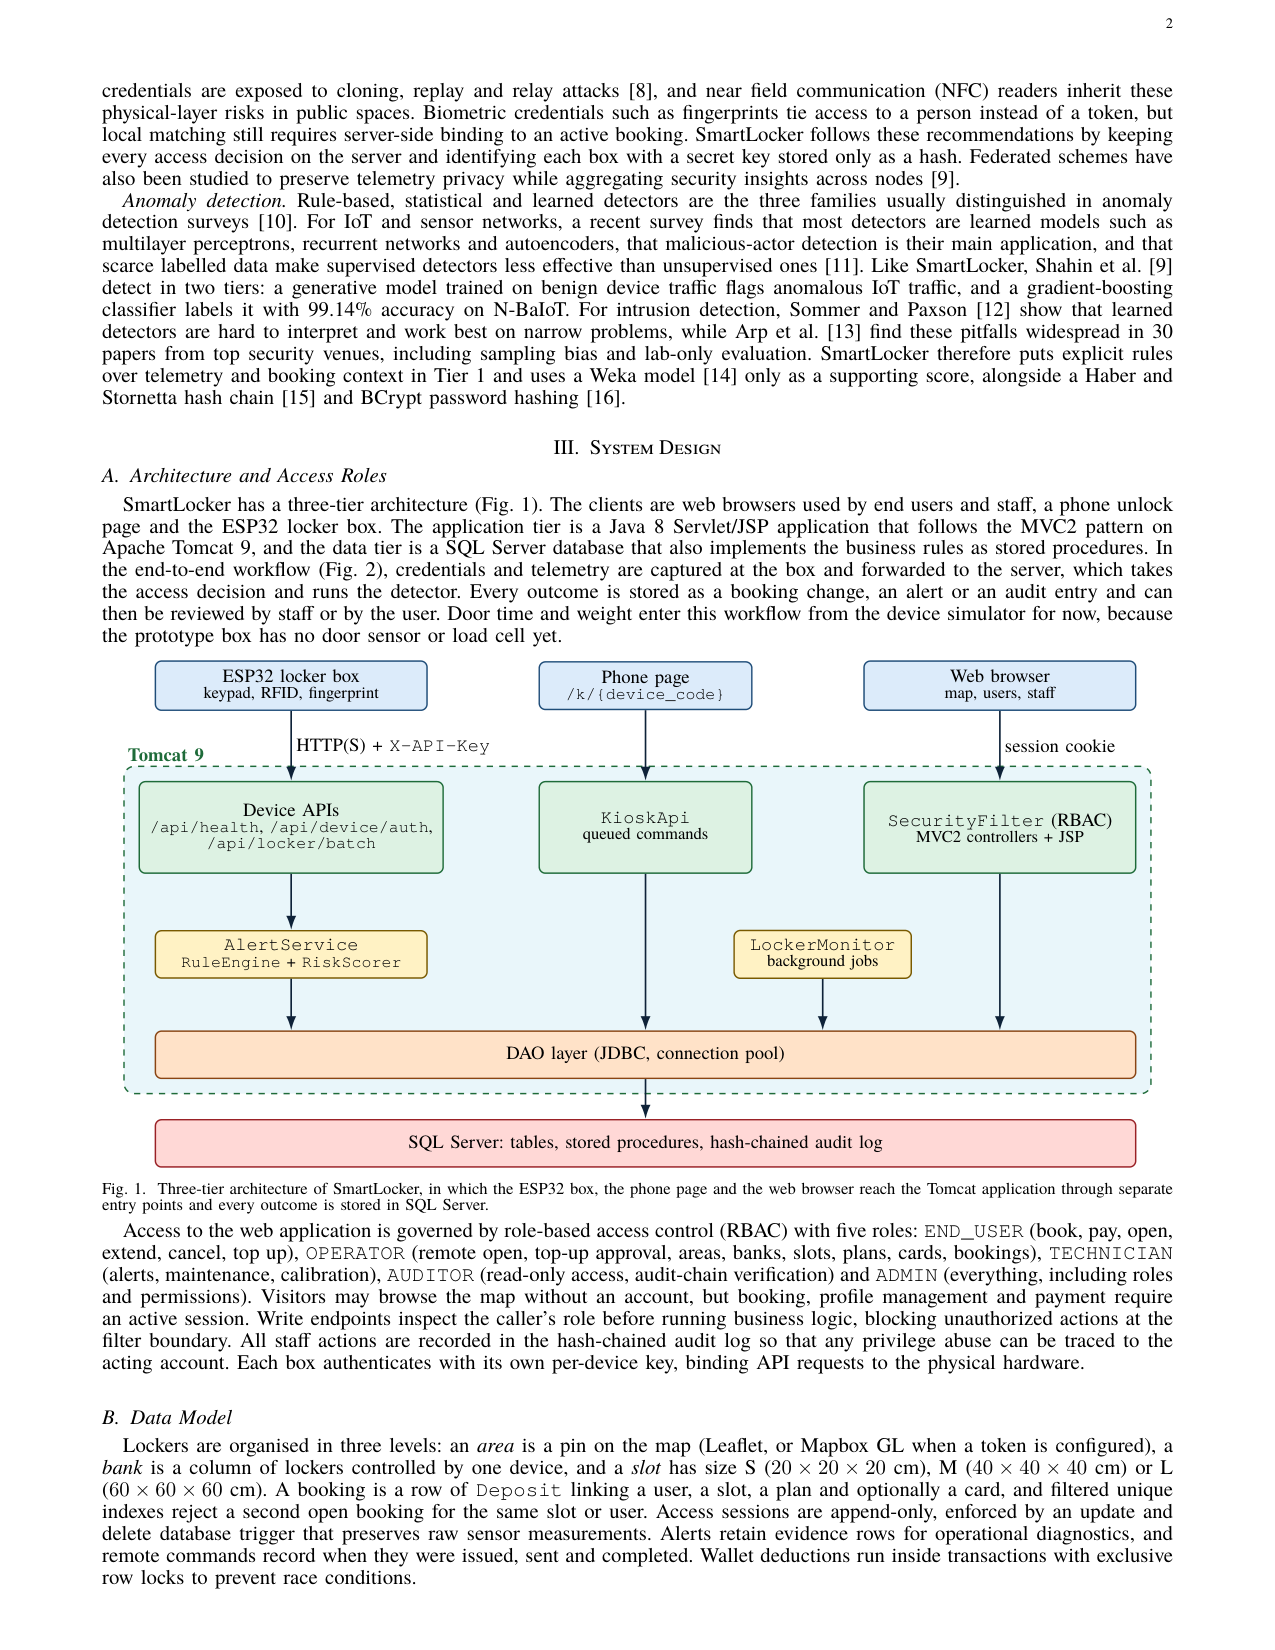 2
credentials are exposed to cloning, replay and relay attacks [8], and near field communication (NFC) readers inherit these
physical-layer risks in public spaces. Biometric credentials such as fingerprints tie access to a person instead of a token, but
local matching still requires server-side binding to an active booking. SmartLocker follows these recommendations by keeping
every access decision on the server and identifying each box with a secret key stored only as a hash. Federated schemes have
also been studied to preserve telemetry privacy while aggregating security insights across nodes [9].
Anomaly detection. Rule-based, statistical and learned detectors are the three families usually distinguished in anomaly
detection surveys [10]. For IoT and sensor networks, a recent survey finds that most detectors are learned models such as
multilayer perceptrons, recurrent networks and autoencoders, that malicious-actor detection is their main application, and that
scarce labelled data make supervised detectors less effective than unsupervised ones [11]. Like SmartLocker, Shahin et al. [9]
detect in two tiers: a generative model trained on benign device traffic flags anomalous IoT traffic, and a gradient-boosting
classifier labels it with 99.14% accuracy on N-BaIoT. For intrusion detection, Sommer and Paxson [12] show that learned
detectors are hard to interpret and work best on narrow problems, while Arp et al. [13] find these pitfalls widespread in 30
papers from top security venues, including sampling bias and lab-only evaluation. SmartLocker therefore puts explicit rules
over telemetry and booking context in Tier 1 and uses a Weka model [14] only as a supporting score, alongside a Haber and
Stornetta hash chain [15] and BCrypt password hashing [16].
III. System Design
A. Architecture and Access Roles
SmartLocker has a three-tier architecture (Fig. 1). The clients are web browsers used by end users and staff, a phone unlock
page and the ESP32 locker box. The application tier is a Java 8 Servlet/JSP application that follows the MVC2 pattern on
Apache Tomcat 9, and the data tier is a SQL Server database that also implements the business rules as stored procedures. In
the end-to-end workflow (Fig. 2), credentials and telemetry are captured at the box and forwarded to the server, which takes
the access decision and runs the detector. Every outcome is stored as a booking change, an alert or an audit entry and can
then be reviewed by staff or by the user. Door time and weight enter this workflow from the device simulator for now, because
the prototype box has no door sensor or load cell yet.
ESP32 locker box
keypad, RFID, fingerprint
Phone page
/k/{device_code}
Web browser
map, users, staff
HTTP(S) + X-API-Key
session cookie
Tomcat 9
Device APIs
/api/health, /api/device/auth,
/api/locker/batch
KioskApi
queued commands
SecurityFilter (RBAC)
MVC2 controllers + JSP
AlertService
RuleEngine + RiskScorer
LockerMonitor
background jobs
DAO layer (JDBC, connection pool)
SQL Server: tables, stored procedures, hash-chained audit log
Fig. 1. Three-tier architecture of SmartLocker, in which the ESP32 box, the phone page and the web browser reach the Tomcat application through separate
entry points and every outcome is stored in SQL Server.
Access to the web application is governed by role-based access control (RBAC) with five roles: END_USER (book, pay, open,
extend, cancel, top up), OPERATOR (remote open, top-up approval, areas, banks, slots, plans, cards, bookings), TECHNICIAN
(alerts, maintenance, calibration), AUDITOR (read-only access, audit-chain verification) and ADMIN (everything, including roles
and permissions). Visitors may browse the map without an account, but booking, profile management and payment require
an active session. Write endpoints inspect the caller's role before running business logic, blocking unauthorized actions at the
filter boundary. All staff actions are recorded in the hash-chained audit log so that any privilege abuse can be traced to the
acting account. Each box authenticates with its own per-device key, binding API requests to the physical hardware.
B. Data Model
Lockers are organised in three levels: an area is a pin on the map (Leaflet, or Mapbox GL when a token is configured), a
bank is a column of lockers controlled by one device, and a slot has size S (20 × 20 × 20 cm), M (40 × 40 × 40 cm) or L
(60 × 60 × 60 cm). A booking is a row of Deposit linking a user, a slot, a plan and optionally a card, and filtered unique
indexes reject a second open booking for the same slot or user. Access sessions are append-only, enforced by an update and
delete database trigger that preserves raw sensor measurements. Alerts retain evidence rows for operational diagnostics, and
remote commands record when they were issued, sent and completed. Wallet deductions run inside transactions with exclusive
row locks to prevent race conditions.